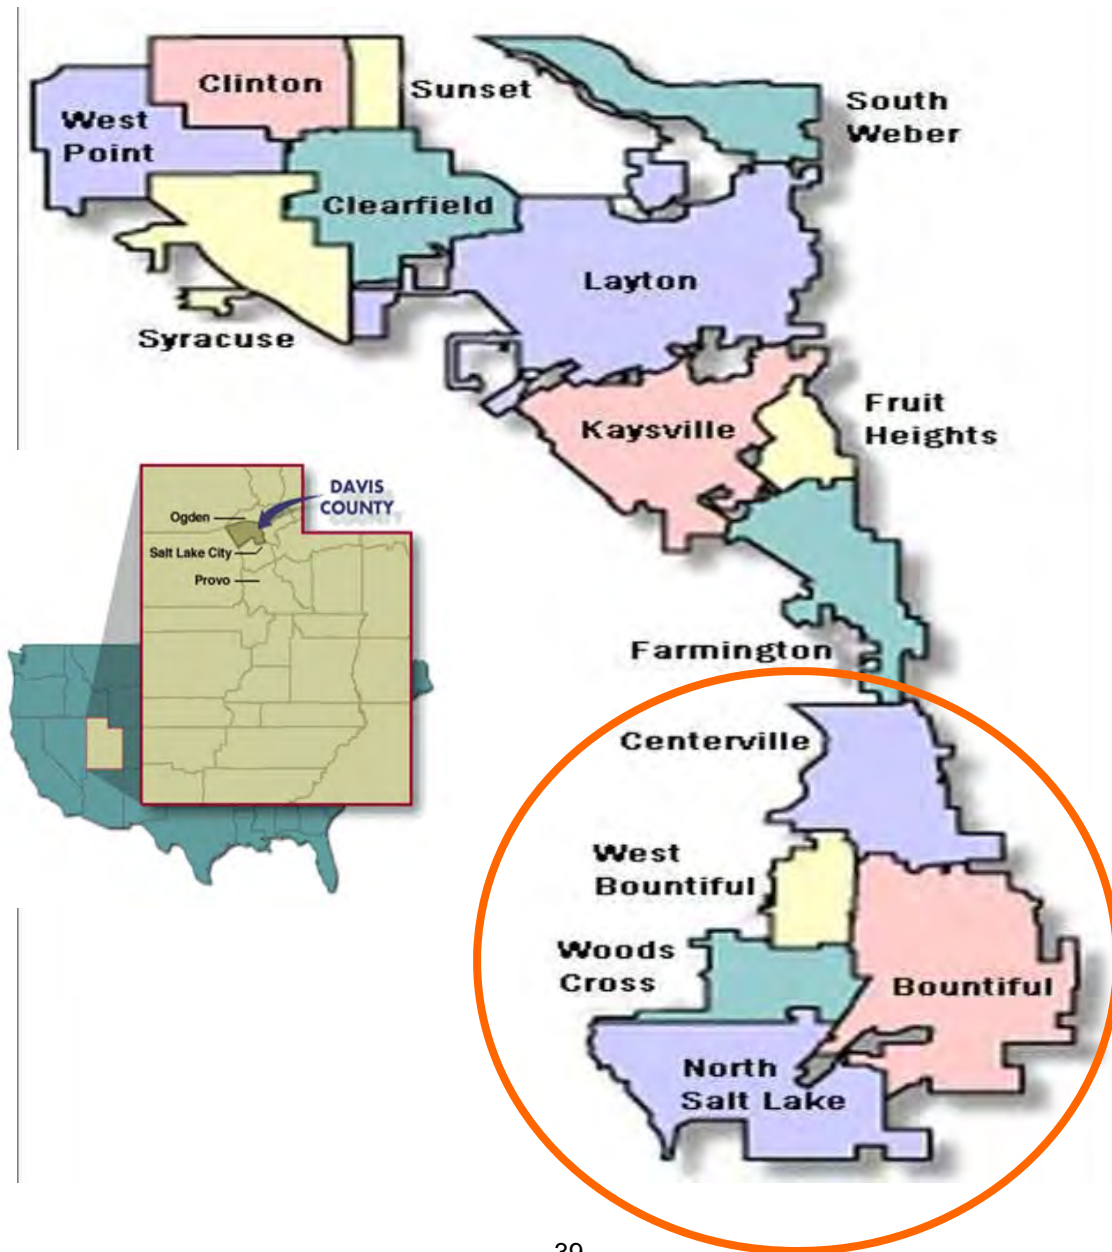 Clinton
Sunset
West
Point
South
Weber
Clearfield
Layton
Syracuse
Fruit
Heights
Kaysville
DAVIS
COUNTY
Ogden
Salt Lake City
Provo
Farmington
Centerville
West
Bountiful
Woods
Cross
Bountiful
North
Salt Lake
39